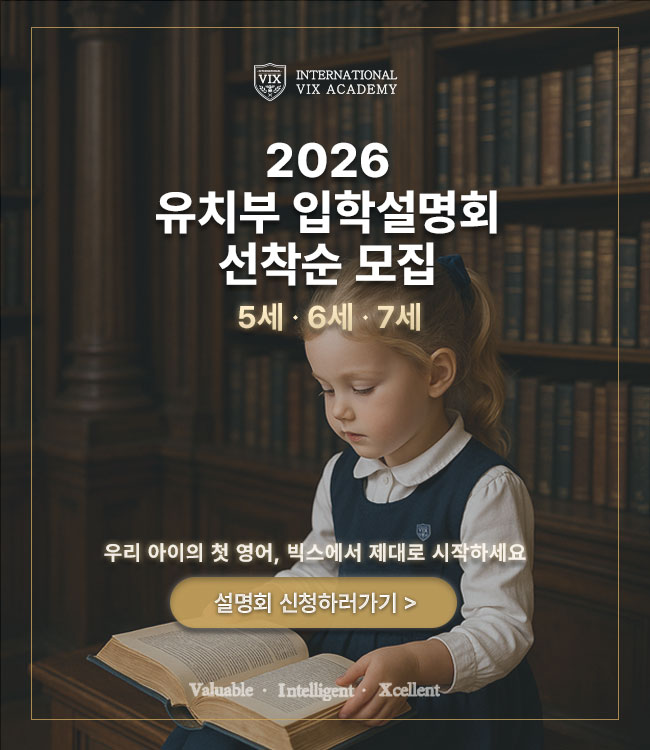 VIX
INTERNATIONAL
VIX ACADEMY
2026
유치부 입학설명회
선착순 모집
5세 · 6세 · 7세
우리 아이의 첫 영어, 빅스에서 제대로 시작하세요
설명회 신청하러가기 >
Valuable · Intelligent · Xcellent